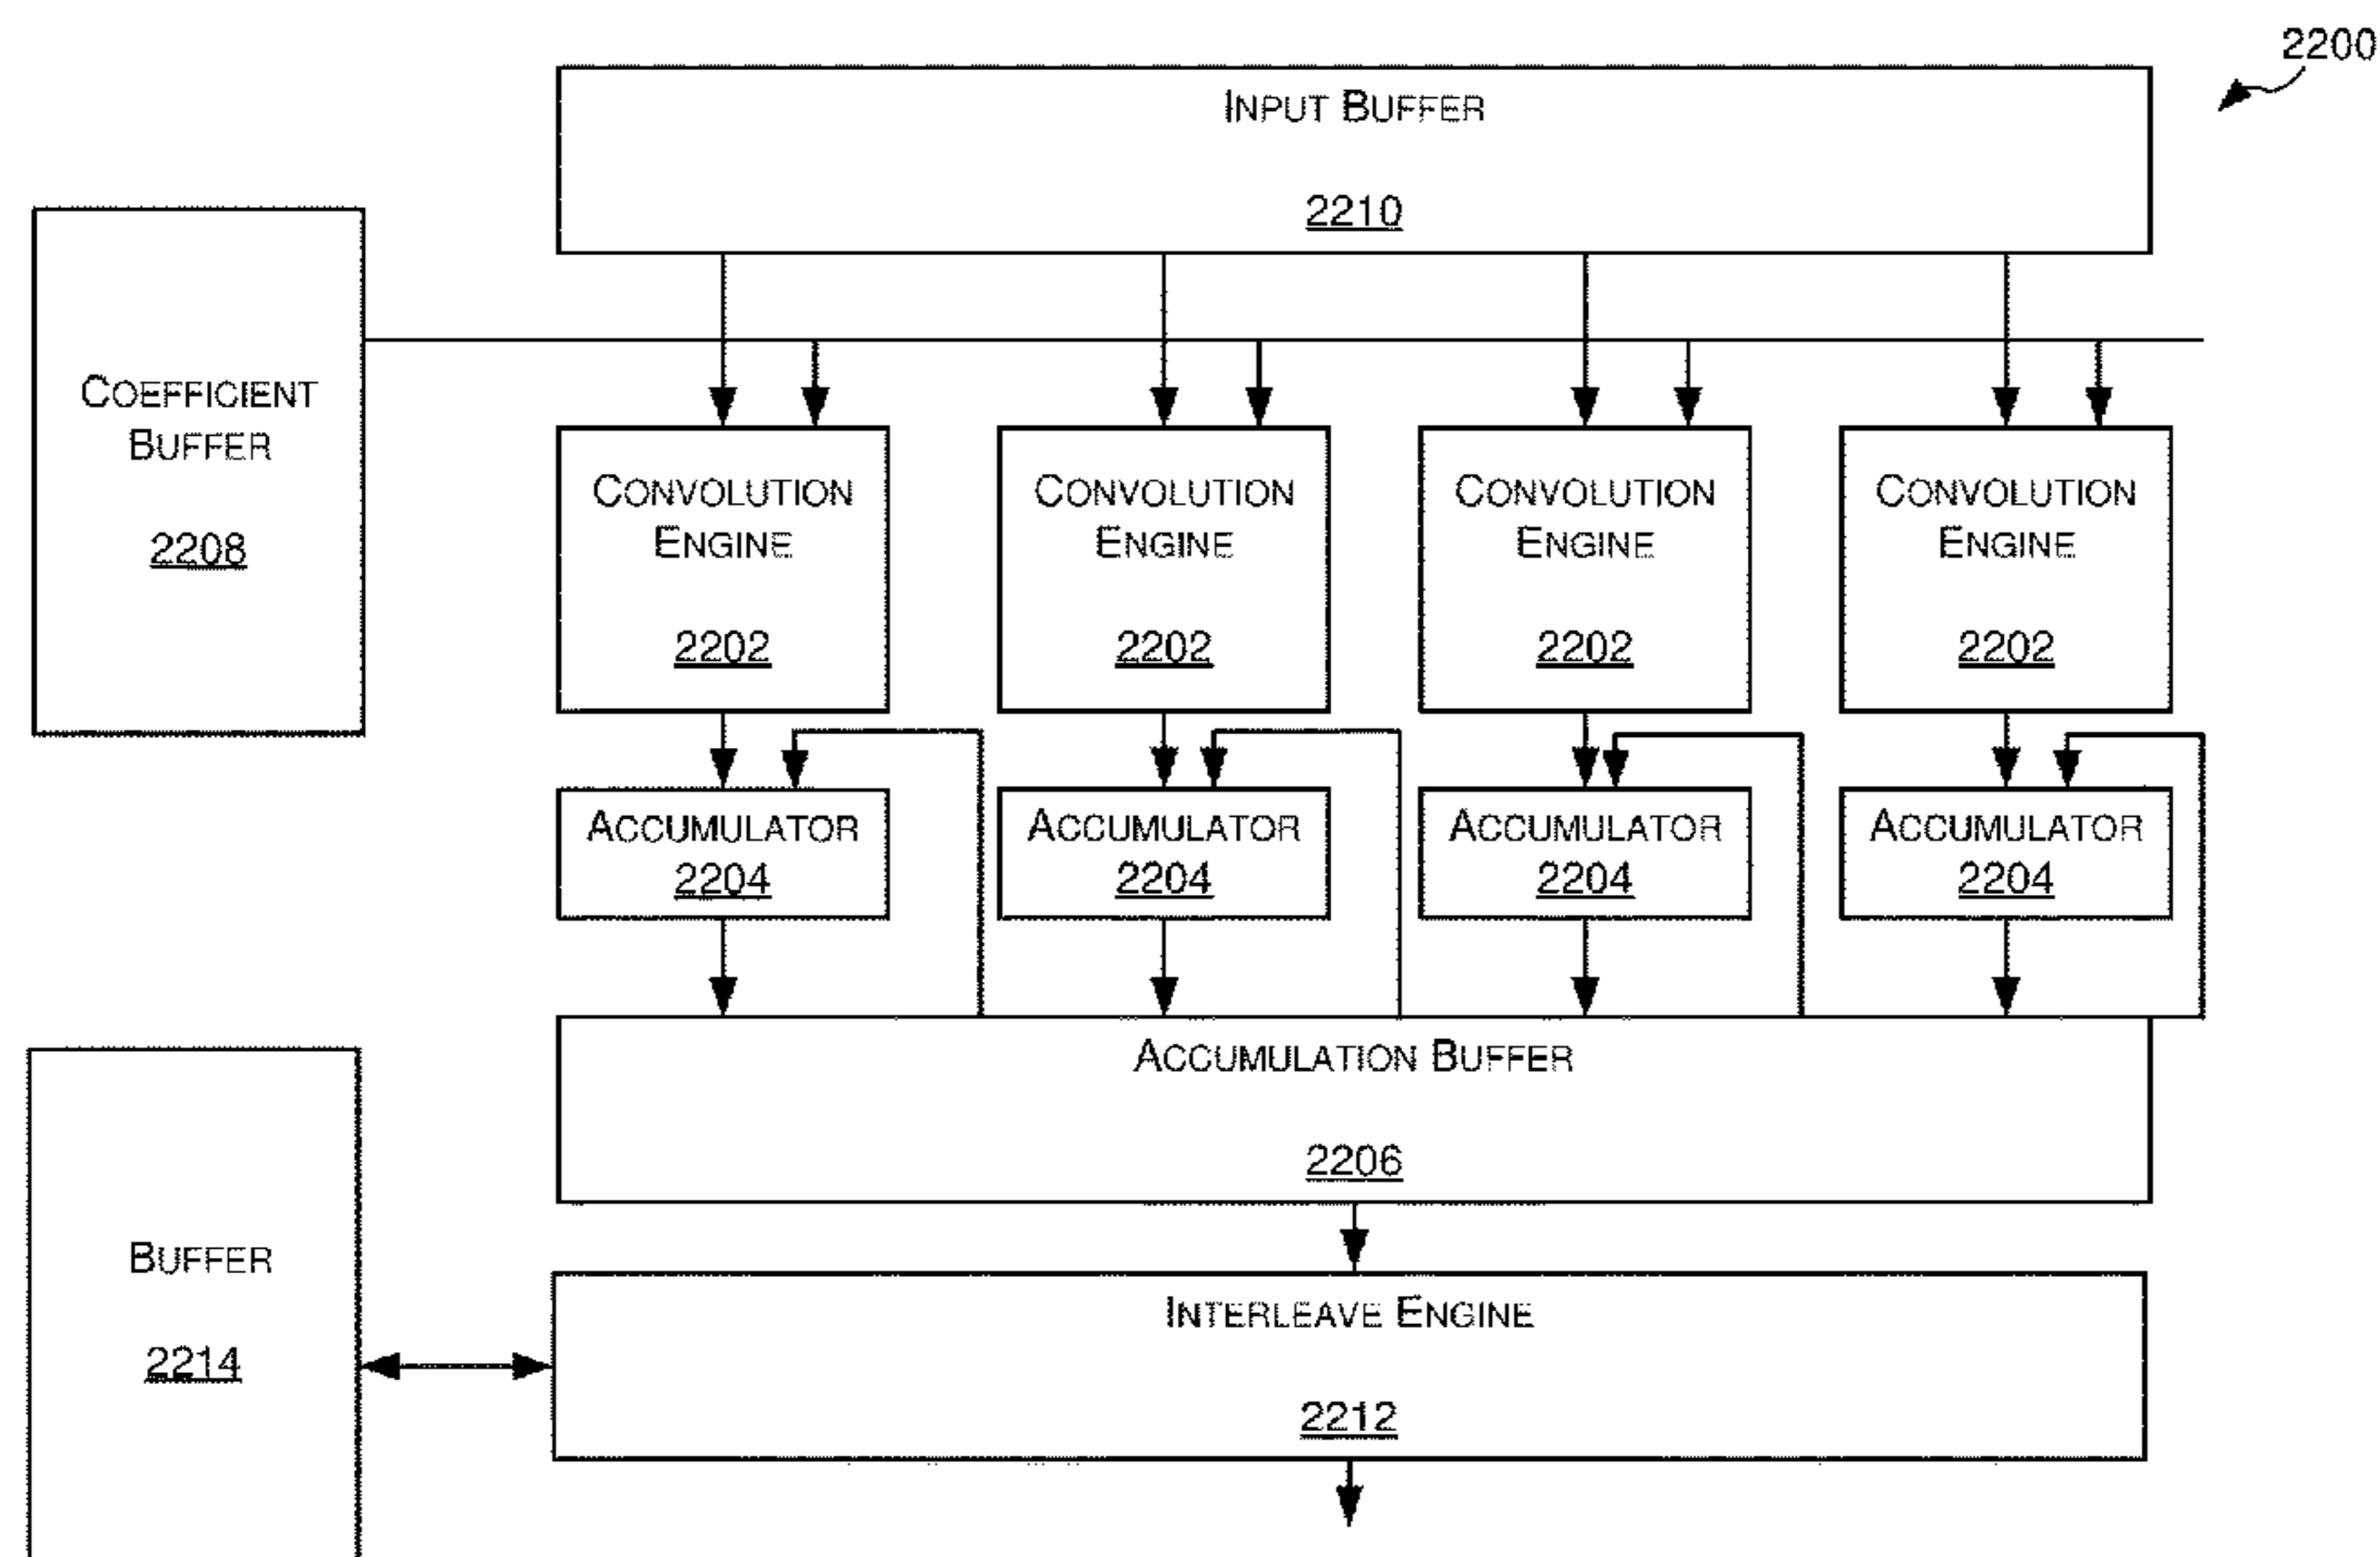 2200
INPUT BUFFER
2210
COEFFICIENT
BUFFER
2208
CONVOLUTION
ENGINE
2202
CONVOLUTION
ENGINE
2202
CONVOLUTION
ENGINE
2202
CONVOLUTION
ENGINE
2202
ACCUMULATOR
2204
ACCUMULATOR
2204
ACCUMULATOR
2204
ACCUMULATOR
2204
ACCUMULATION BUFFER
2206
BUFFER
2214
INTERLEAVE ENGINE
2212